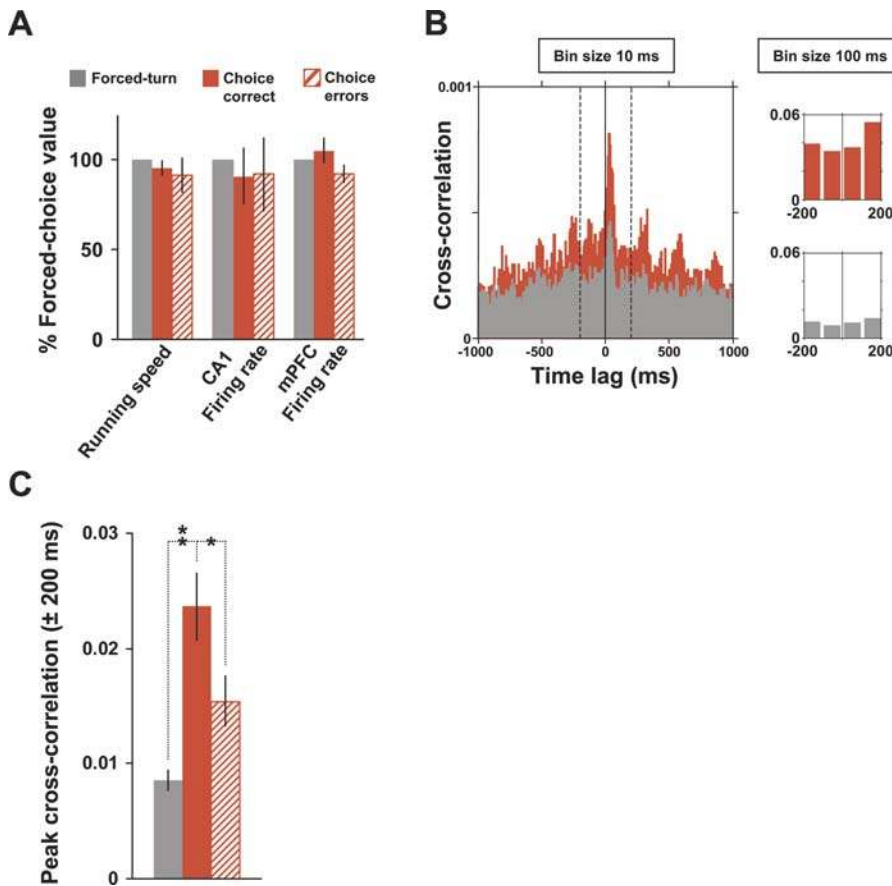 A
Forced-turn
Choice correct
Choice errors
% Forced-choice value
100
50
0
Running speed
CA1
Firing rate
mPFC
Firing rate
B
Bin size 10 ms
Bin size 100 ms
Cross-correlation
0.001
0
-1000
-500
0
500
1000
Time lag (ms)
0.06
0
-200
200
0.06
0
-200
200
C
Peak cross-correlation (± 200 ms)
0.03
0.02
0.01
0
*
*
*